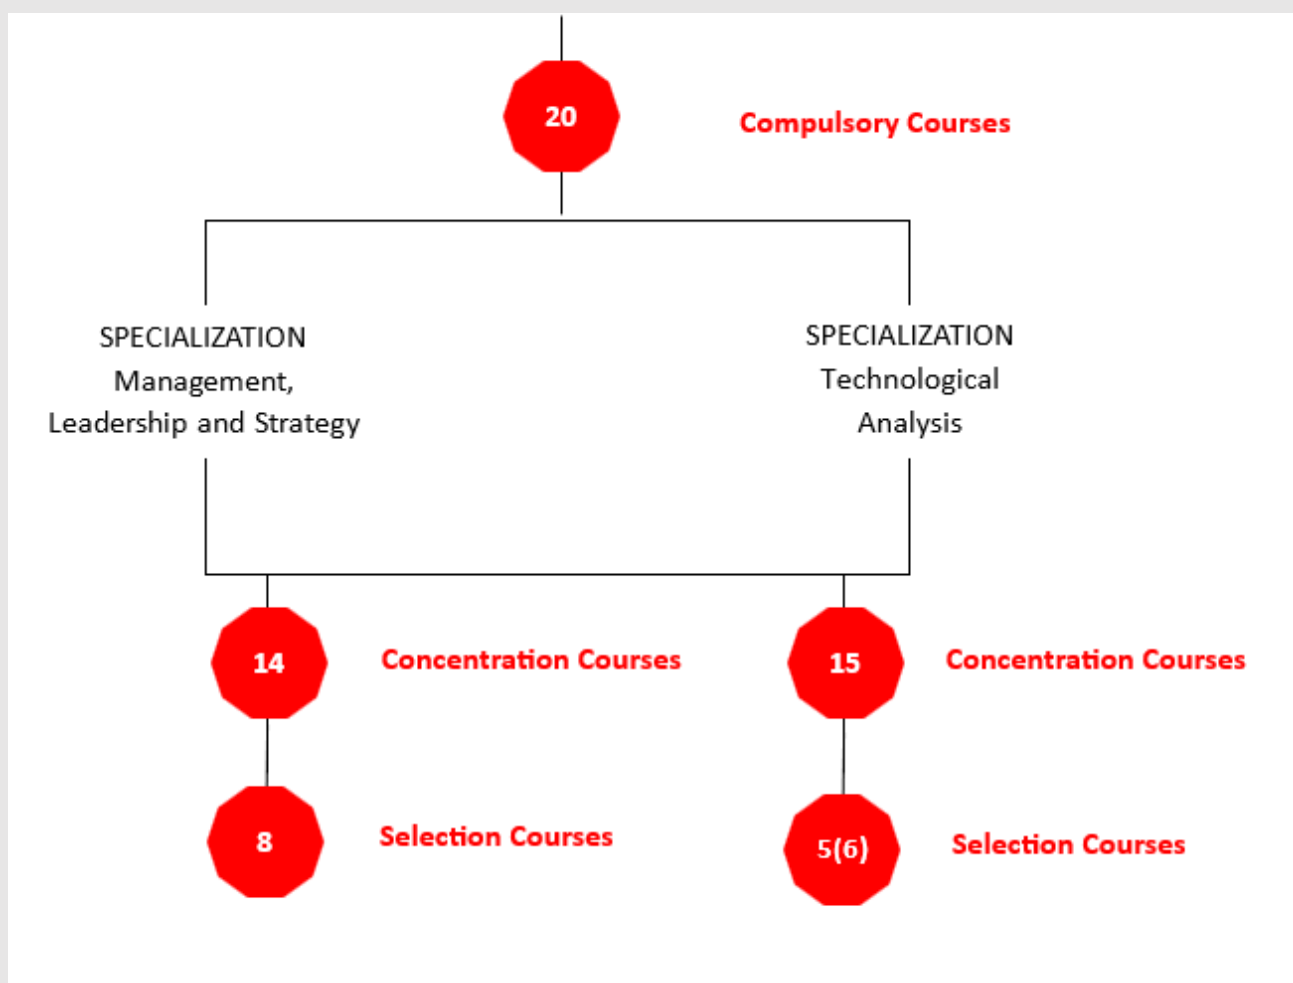 20
Compulsory Courses
SPECIALIZATION
Management,
Leadership and Strategy
SPECIALIZATION
Technological
Analysis
14
Concentration Courses
15
Concentration Courses
8
Selection Courses
5(6)
Selection Courses